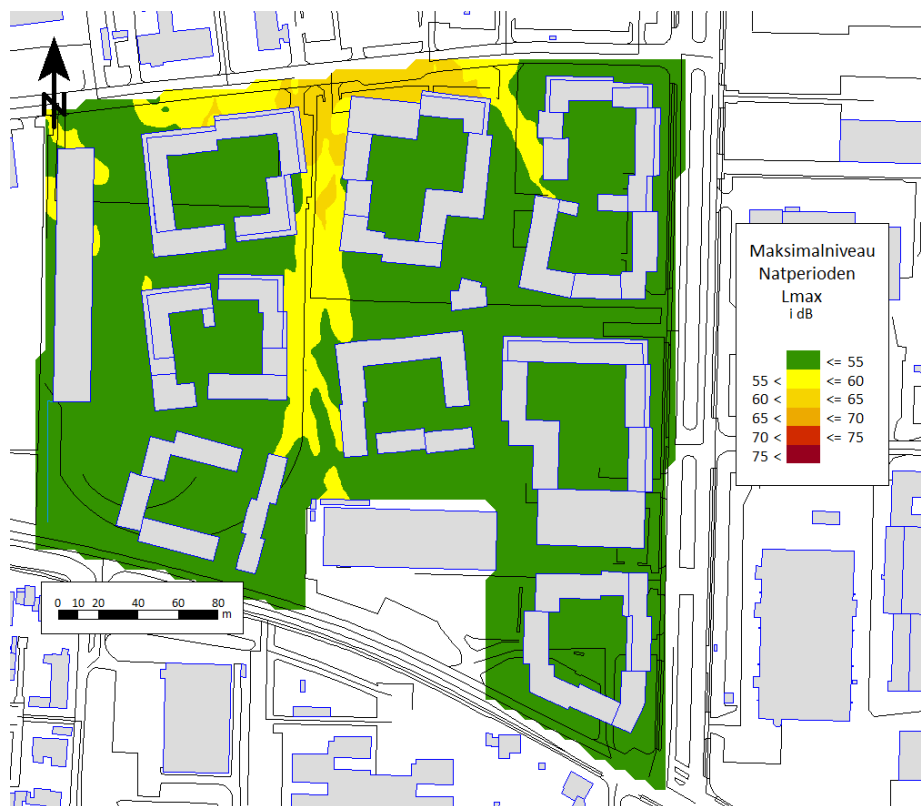 N
Maksimalniveau
Natperioden
Lmax
i dB
<= 55
55 < <= 60
60 < <= 65
65 < <= 70
70 < <= 75
75 <
0 10 20 40 60 80
m